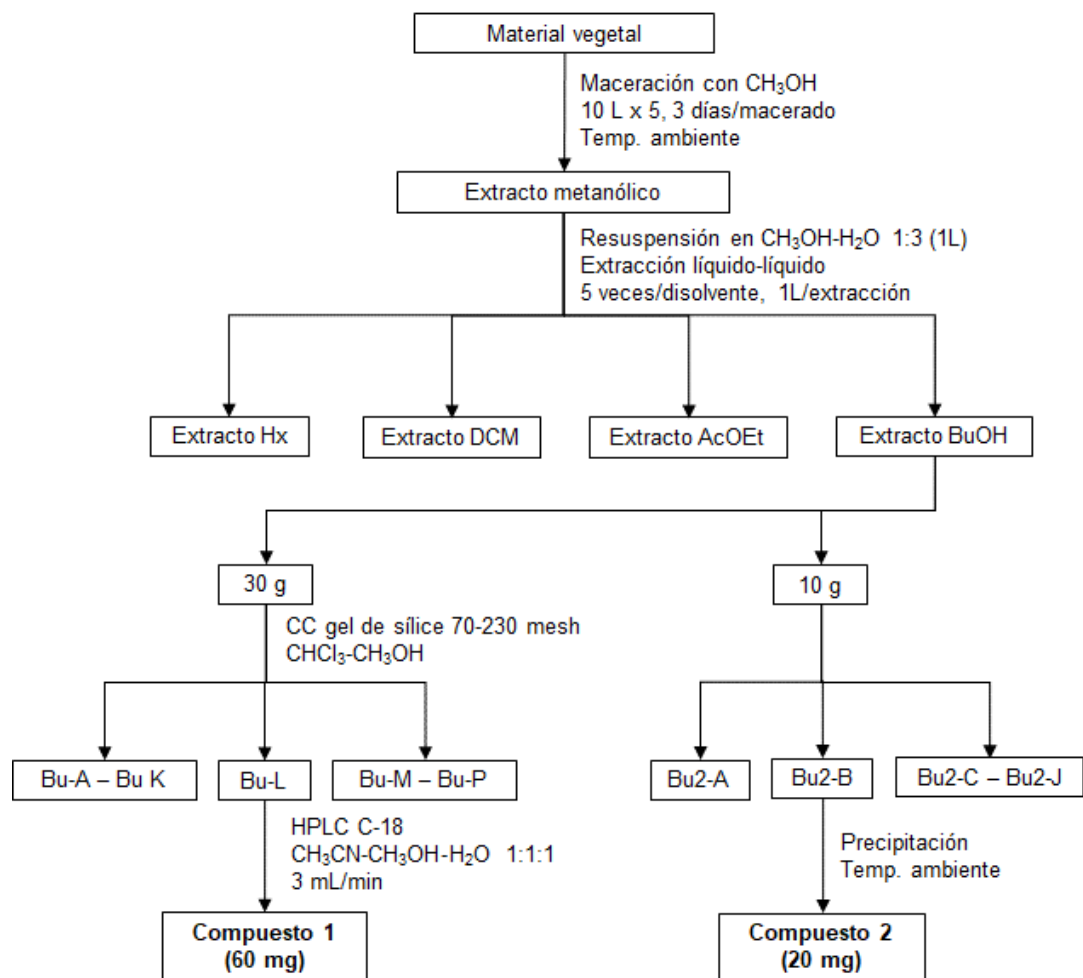 Material vegetal
Maceración con CH₃OH
10 L x 5, 3 días/macerado
Temp. ambiente
Extracto metanólico
Resuspensión en CH₃OH-H₂O 1:3 (1L)
Extracción líquido-líquido
5 veces/disolvente, 1L/extracción
Extracto Hx
Extracto DCM
Extracto AcOEt
Extracto BuOH
30 g
10 g
CC gel de sílice 70-230 mesh
CHCl₃-CH₃OH
Bu-A – Bu K
Bu-L
Bu-M – Bu-P
Bu2-A
Bu2-B
Bu2-C – Bu2-J
HPLC C-18
CH₃CN-CH₃OH-H₂O 1:1:1
3 mL/min
Precipitación
Temp. ambiente
Compuesto 1
(60 mg)
Compuesto 2
(20 mg)